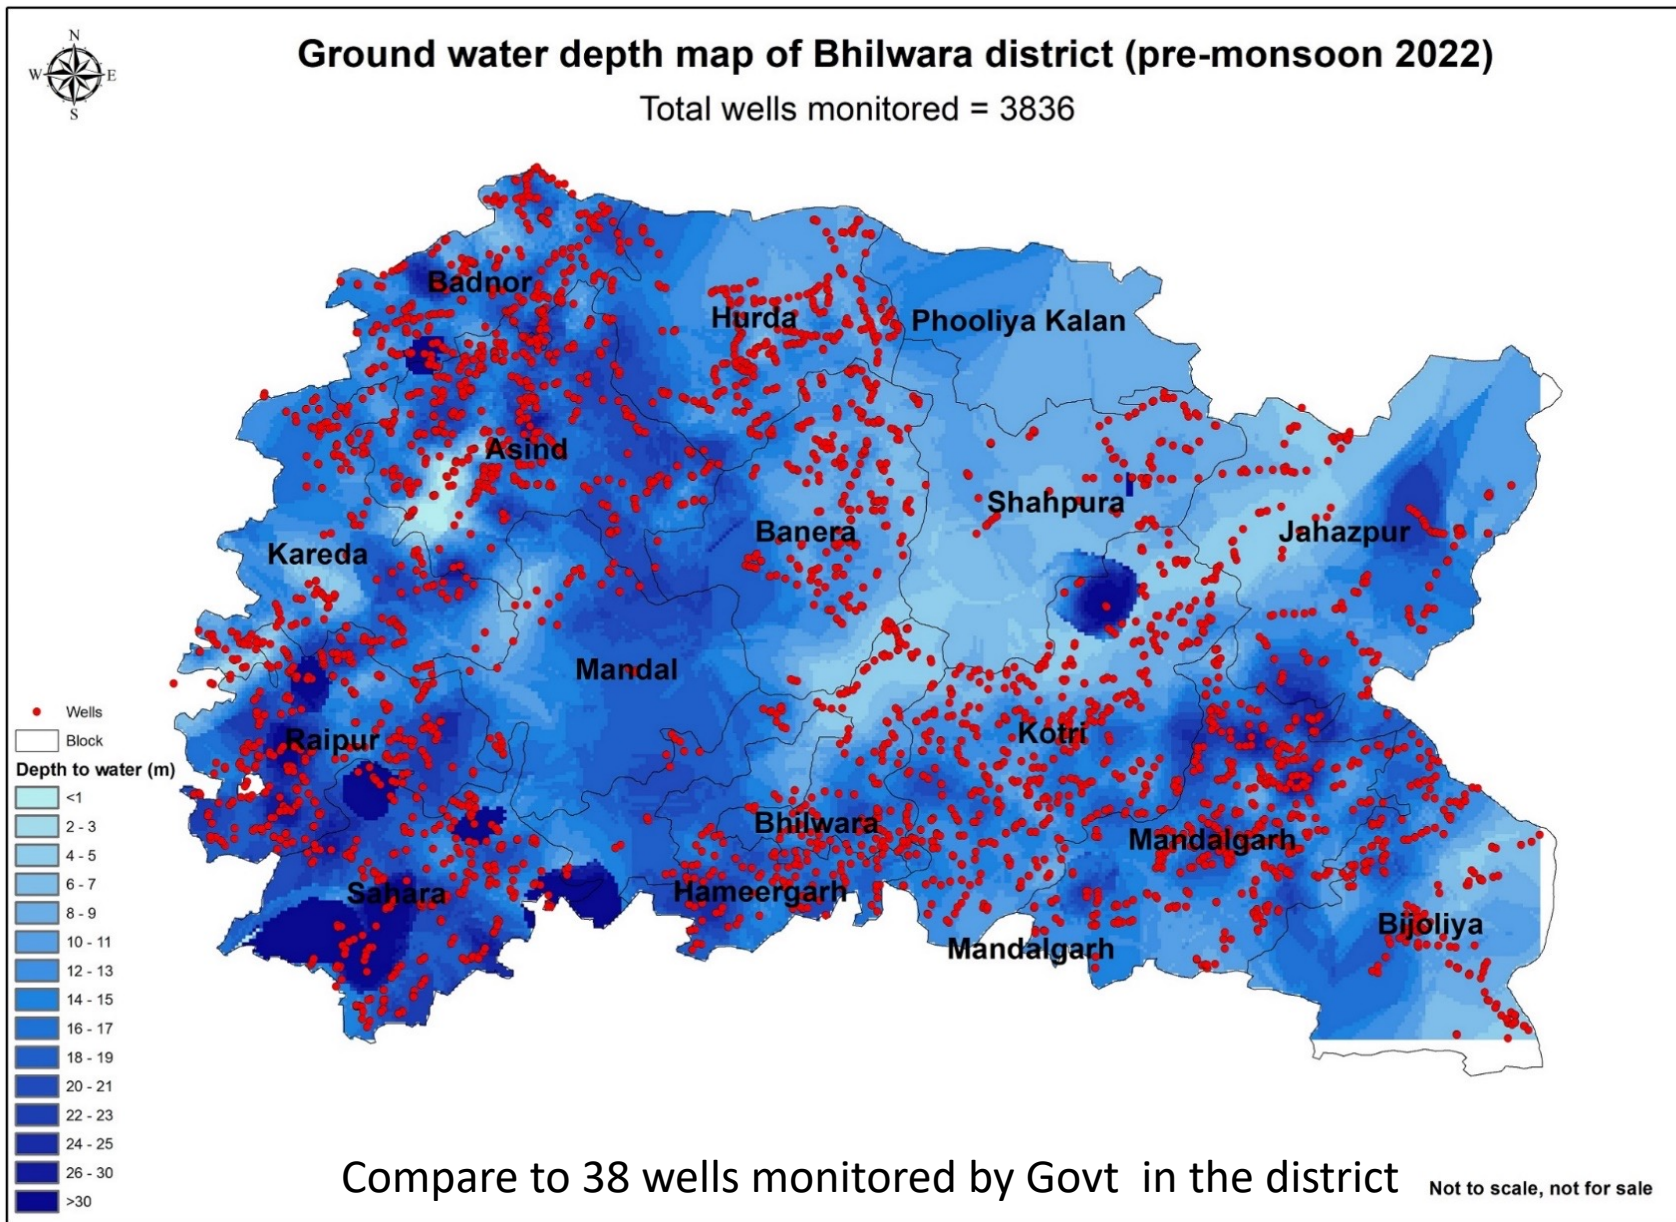 N
W E
S
Ground water depth map of Bhilwara district (pre-monsoon 2022)
Total wells monitored = 3836
Badnor
Hurda
Phooliya Kalan
Asind
Shahpura
Banera
Jahazpur
Kareda
Mandal
Kotri
Raipur
Bhilwara
Mandalgarh
Sahara
Hameergarh
Bijoliya
Mandalgarh
Wells
Block
Depth to water (m)
<1
2 - 3
4 - 5
6 - 7
8 - 9
10 - 11
12 - 13
14 - 15
16 - 17
18 - 19
20 - 21
22 - 23
24 - 25
26 - 30
>30
Compare to 38 wells monitored by Govt in the district
Not to scale, not for sale